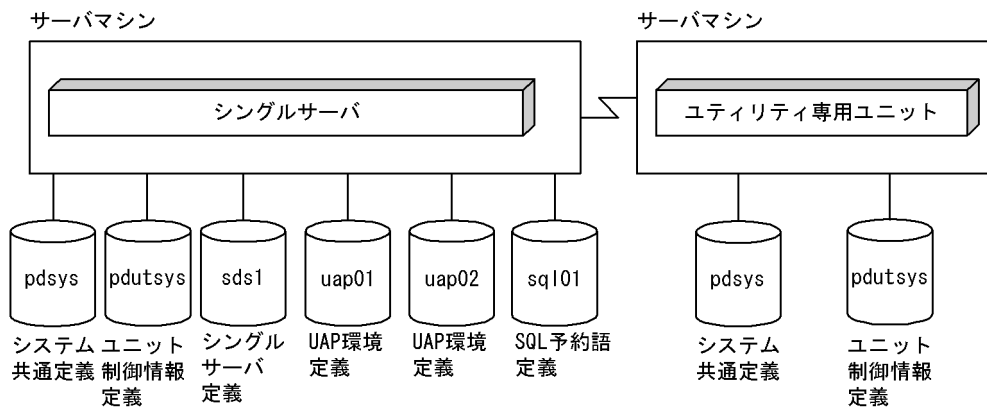 サーバマシン
サーバマシン
シングルサーバ
ユティリティ専用ユニット
pdsys
pdutsys
sds1
uap01
uap02
sql01
pdsys
pdutsys
システム
共通定義
ユニット
制御情報
定義
シングル
サーバ
定義
UAP環境
定義
UAP環境
定義
SQL予約語
定義
システム
共通定義
ユニット
制御情報
定義